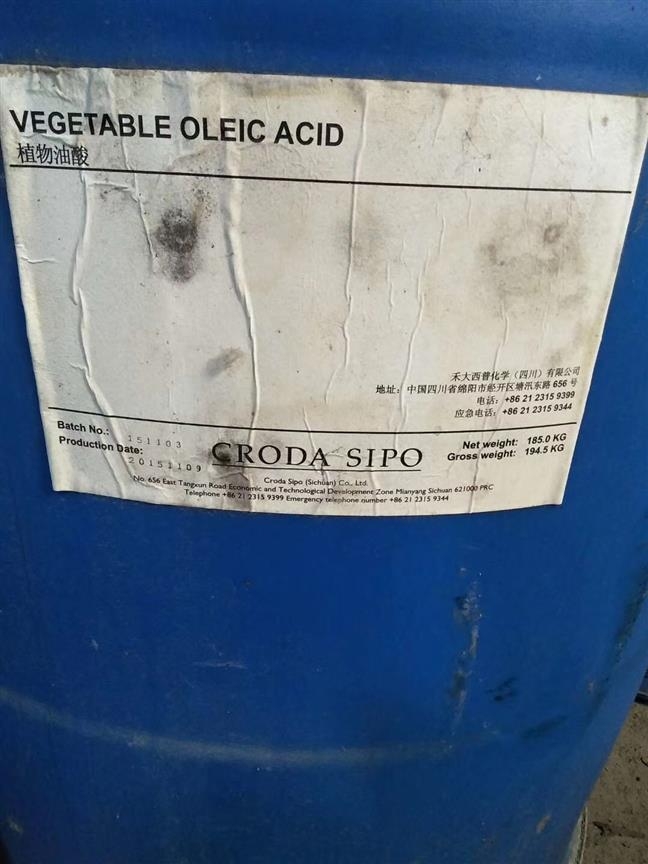 VEGETABLE OLEIC ACID
植物油酸
禾大西普化学（四川）有限公司
地址：中国四川省绵阳市经开区塘汛东路 656 号
电话：+86 21 2315 9399
应急电话：+86 21 2315 9344
Batch No.: 151103
Production Date: 20151109
CRODA SIPO
Net weight: 185.0 KG
Gross weight: 194.5 KG
Croda Sipo (Sichuan) Co., Ltd.
No. 656 East Tangxun Road Economic and Technological Development Zone Mianyang Sichuan 621000 PRC
Telephone +86 21 2315 9399 Emergency telephone number +86 21 2315 9344